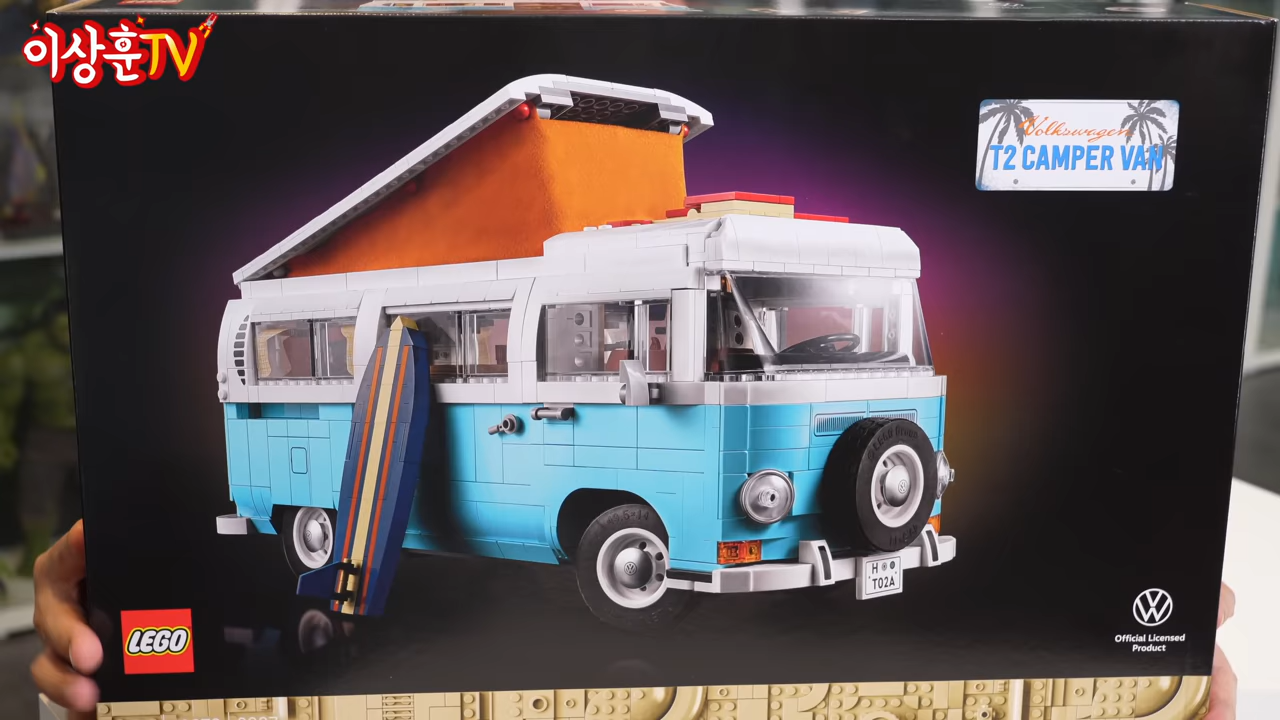 이상훈TV
Volkswagen
T2 CAMPER VAN
H
T02A
LEGO
Official Licensed
Product